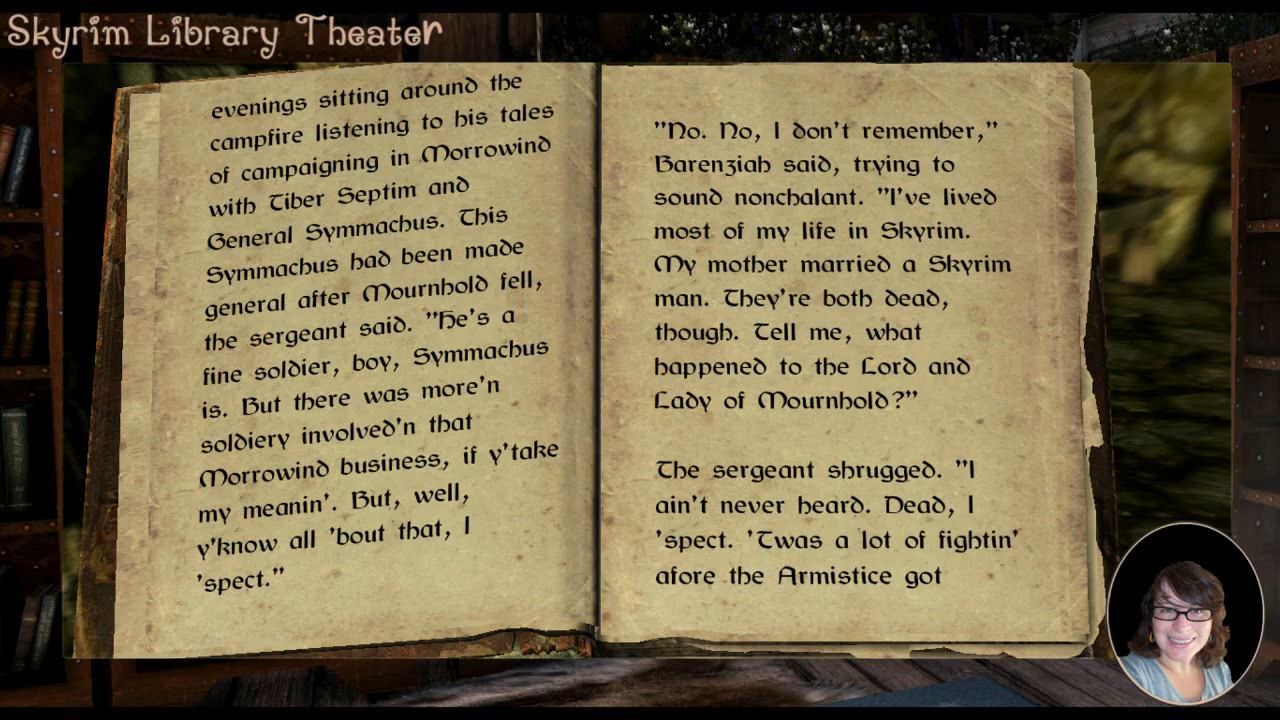 Skyrim Library Theater
evenings sitting around the
campfire listening to his tales
of campaigning in Morrowind
with Tiber Septim and
General Symmachus. This
Symmachus had been made
general after Mournhold fell,
the sergeant said. "He's a
fine soldier, boy, Symmachus
is. But there was more'n
soldiery involved'n that
Morrowind business, if y'take
my meanin'. But, well,
y'know all 'bout that, I
'spect."
"No. No, I don't remember,"
Barenziah said, trying to
sound nonchalant. "I've lived
most of my life in Skyrim.
My mother married a Skyrim
man. They're both dead,
though. Tell me, what
happened to the Lord and
Lady of Mournhold?"
The sergeant shrugged. "I
ain't never heard. Dead, I
'spect. 'Twas a lot of fightin'
afore the Armistice got